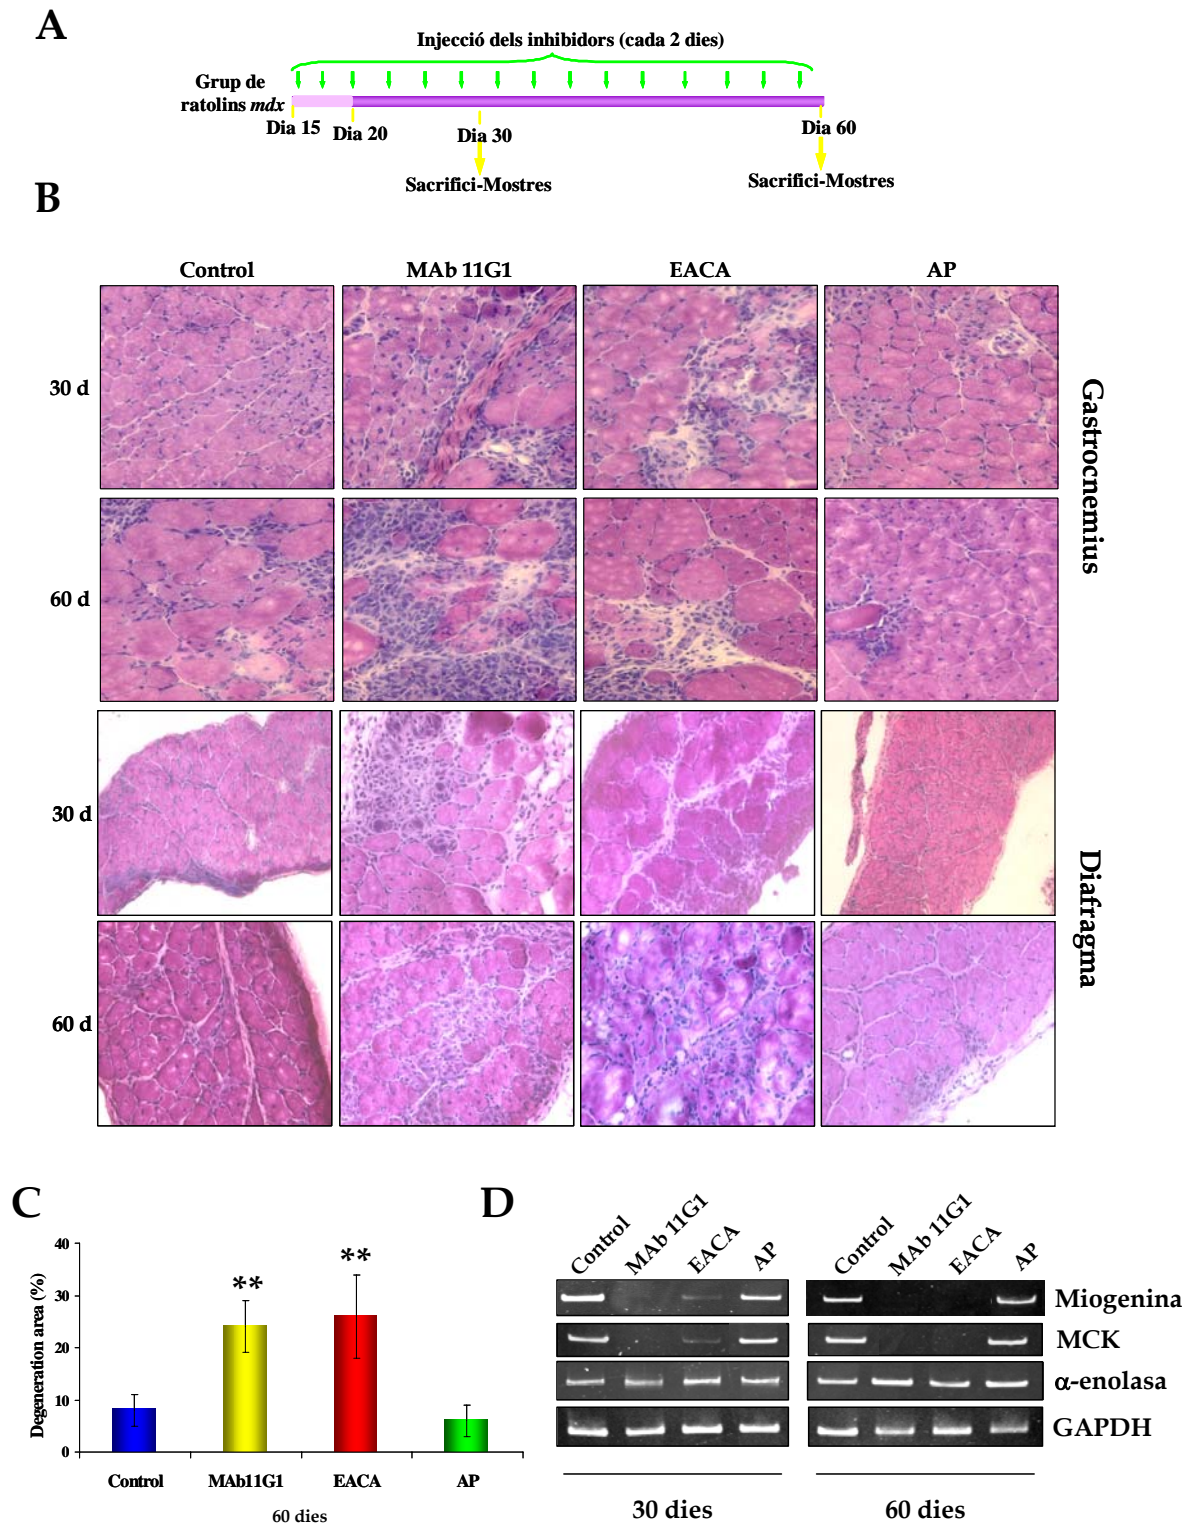 A
Injecció dels inhibidors (cada 2 dies)
Grup de
ratolins mdx
Dia 15
Dia 20
Dia 30
Dia 60
Sacrifici-Mostres
Sacrifici-Mostres
B
Control
MAb 11G1
EACA
AP
30 d
60 d
Gastrocnemius
30 d
60 d
Diafragma
C
Degeneration area (%)
40
30
20
10
0
**
**
Control
MAb11G1
EACA
AP
60 dies
D
Control
MAb 11G1
EACA
AP
Control
MAb 11G1
EACA
AP
Miogenina
MCK
α-enolasa
GAPDH
30 dies
60 dies